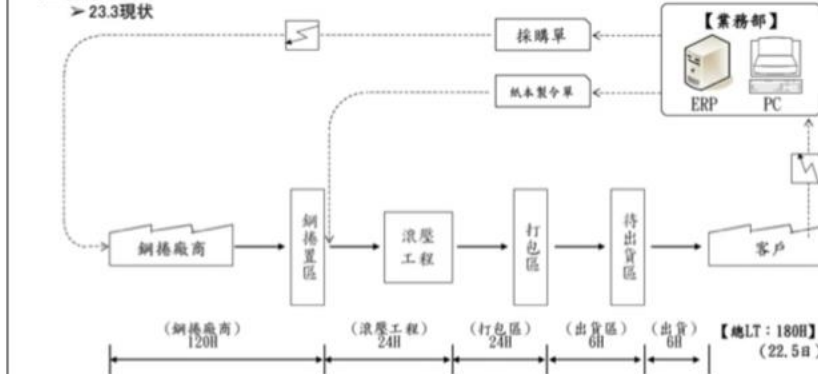 ➢ 23.3現状
採購單
紙本製令單
【業務部】
ERP
PC
鋼捲廠商
鋼捲置區
滾壓工程
打包區
待出貨區
客戶
(鋼捲廠商)
120H
(滾壓工程)
24H
(打包區)
24H
(出貨區)
6H
(出貨)
6H
【總LT：180H】
(22.5日)